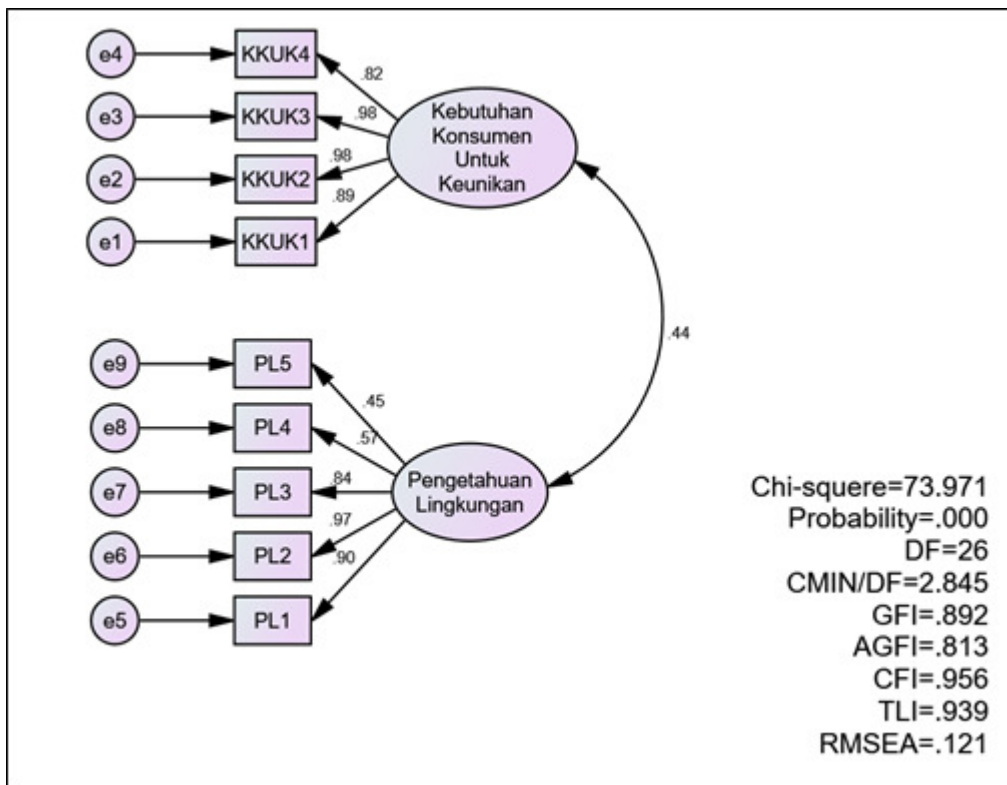 e4
KKUK4
.82
e3
KKUK3
.98
e2
KKUK2
.98
e1
KKUK1
.89
Kebutuhan
Konsumen
Untuk
Keunikan
.44
e9
PL5
.45
e8
PL4
.57
e7
PL3
.84
e6
PL2
.97
e5
PL1
.90
Pengetahuan
Lingkungan
Chi-squere=73.971
Probability=.000
DF=26
CMIN/DF=2.845
GFI=.892
AGFI=.813
CFI=.956
TLI=.939
RMSEA=.121